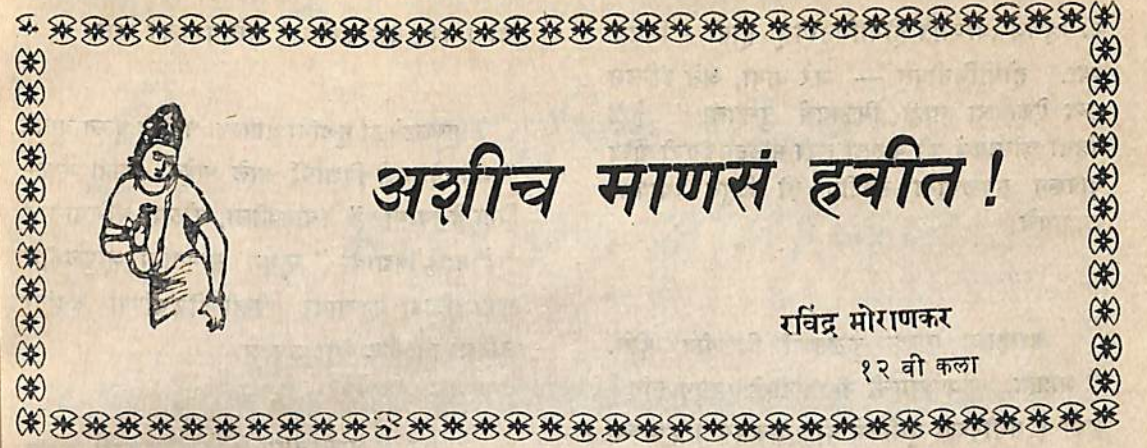 अशीच माणसं हवीत !
रविंद्र मोराणकर
१२ वी कला